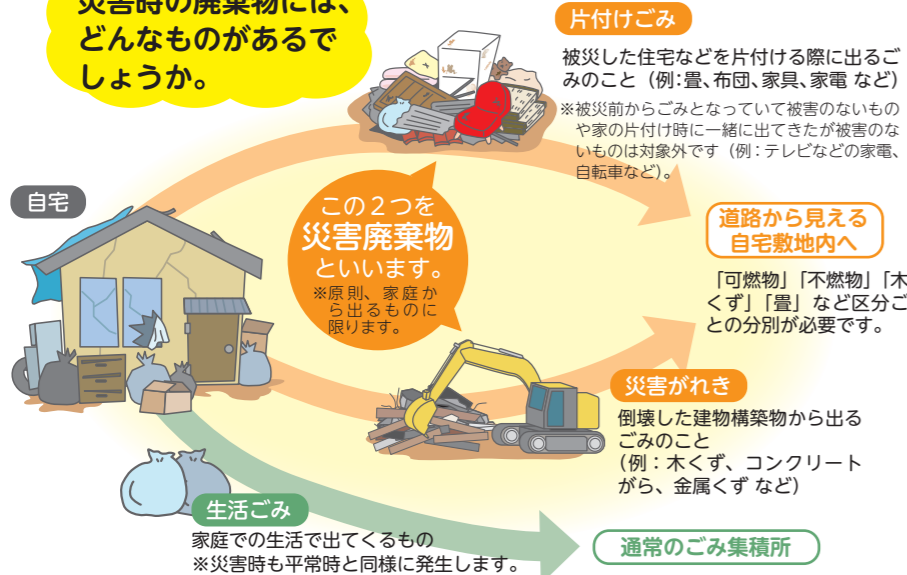 災害時の廃棄物には、
どんなものがあるで
しょうか。
片付けごみ
被災した住宅などを片付ける際に出るご
みのこと（例：畳、布団、家具、家電 など）
※被災前からごみとなっていて被害のないもの
や家の片付け時に一緒に出てきたが被害のな
いものは対象外です（例：テレビなどの家電、
自転車など）。
自宅
この２つを
災害廃棄物
といいます。
※原則、家庭か
ら出るものに
限ります。
道路から見える
自宅敷地内へ
「可燃物」「不燃物」「木
くず」「畳」など区分ご
との分別が必要です。
災害がれき
倒壊した建物構築物から出る
ごみのこと
（例：木くず、コンクリート
がら、金属くず など）
生活ごみ
家庭での生活で出てくるもの
※災害時も平常時と同様に発生します。
通常のごみ集積所